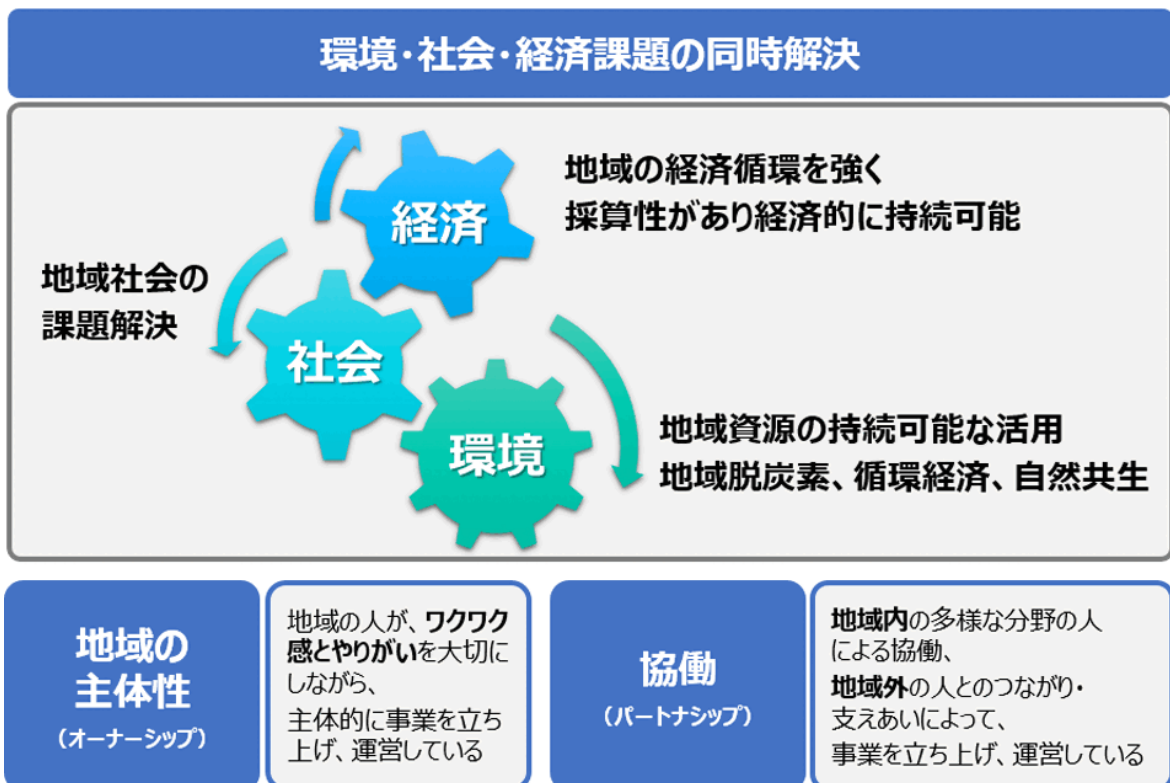 環境・社会・経済課題の同時解決
経済
地域の経済循環を強く
採算性があり経済的に持続可能
地域社会の
課題解決
社会
環境
地域資源の持続可能な活用
地域脱炭素、循環経済、自然共生
地域の
主体性
（オーナーシップ）
地域の人が、ワクワク
感とやりがいを大切に
しながら、
主体的に事業を立ち
上げ、運営している
協働
（パートナシップ）
地域内の多様な分野の人
による協働、
地域外の人とのつながり・
支えあいによって、
事業を立ち上げ、運営している